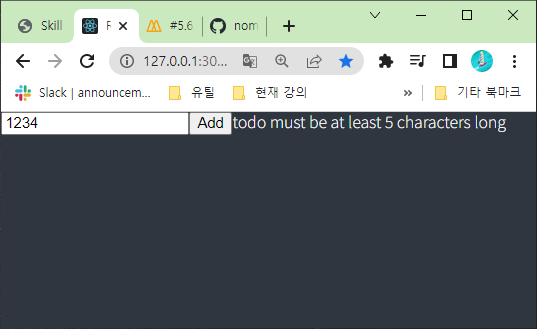 Skill
F
#5.6
nom
127.0.0.1:30...
Slack | announcem...
유틸
현재 강의
»
기타 북마크
1234
Add
todo must be at least 5 characters long